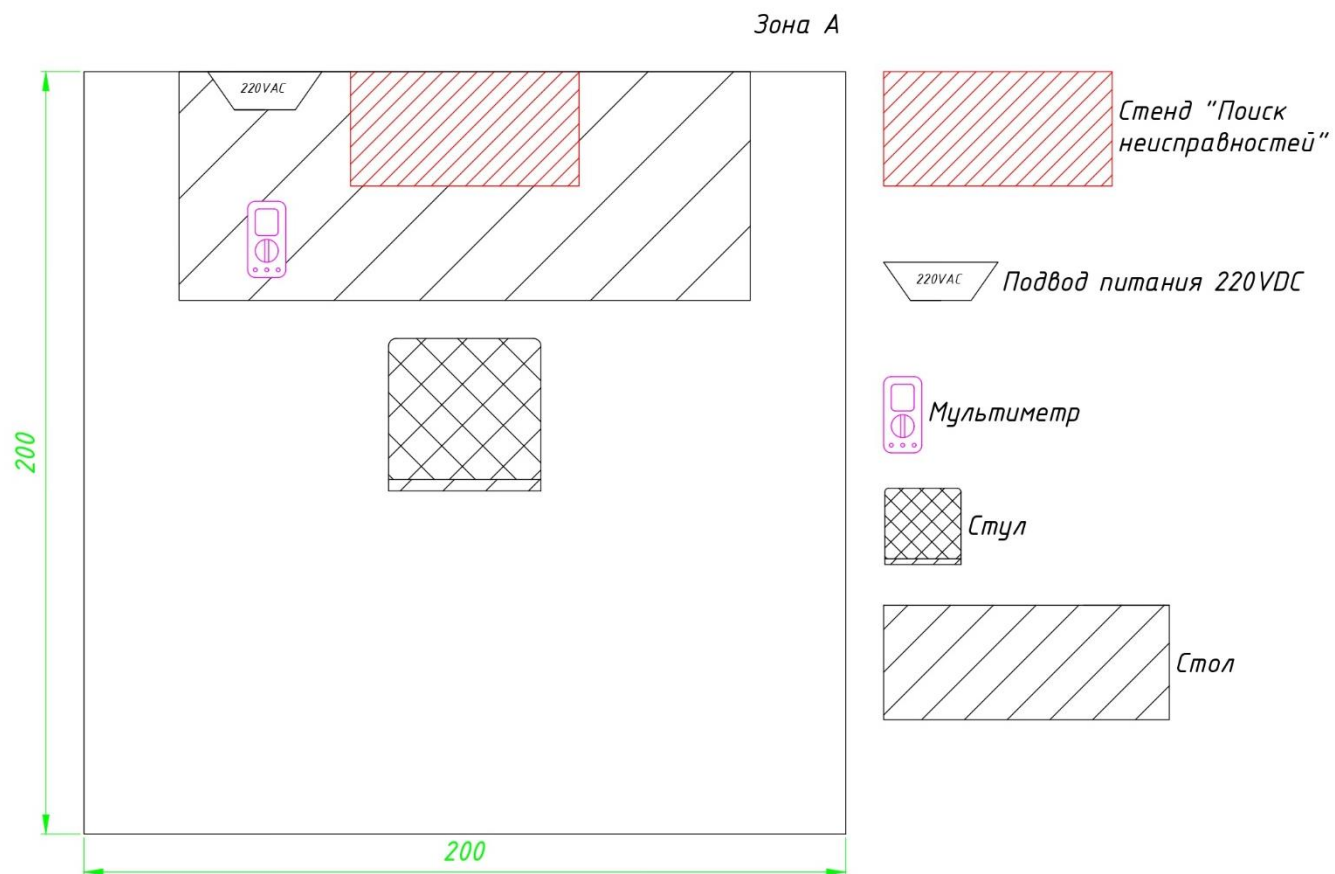 Зона А
220VAC
Стенд "Поиск
неисправностей"
220VAC
Подвод питания 220VDC
Мультиметр
Стул
Стол
200
200